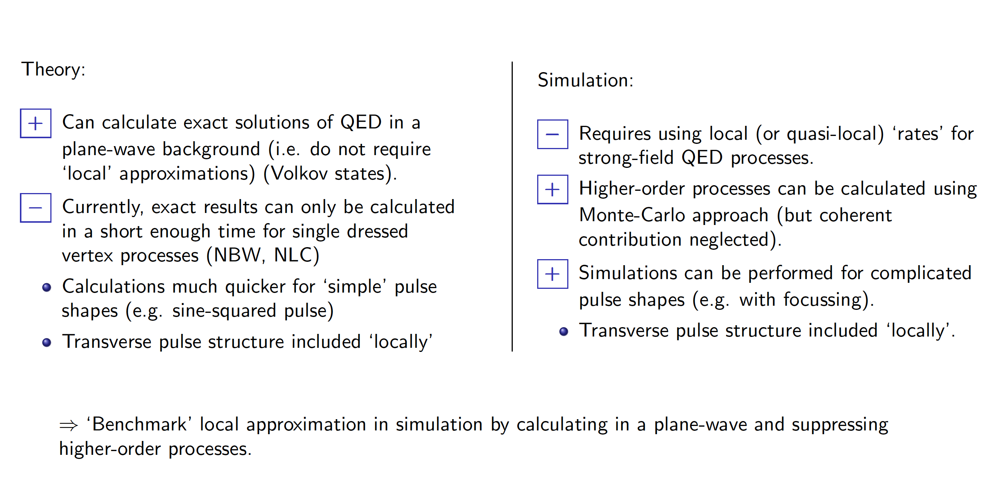 Theory:
+ Can calculate exact solutions of QED in a
plane-wave background (i.e. do not require
‘local’ approximations) (Volkov states).
− Currently, exact results can only be calculated
in a short enough time for single dressed
vertex processes (NBW, NLC)
Calculations much quicker for ‘simple’ pulse
shapes (e.g. sine-squared pulse)
Transverse pulse structure included ‘locally’
Simulation:
− Requires using local (or quasi-local) ‘rates’ for
strong-field QED processes.
+ Higher-order processes can be calculated using
Monte-Carlo approach (but coherent
contribution neglected).
+ Simulations can be performed for complicated
pulse shapes (e.g. with focussing).
Transverse pulse structure included ‘locally’.
⇒ ‘Benchmark’ local approximation in simulation by calculating in a plane-wave and suppressing
higher-order processes.